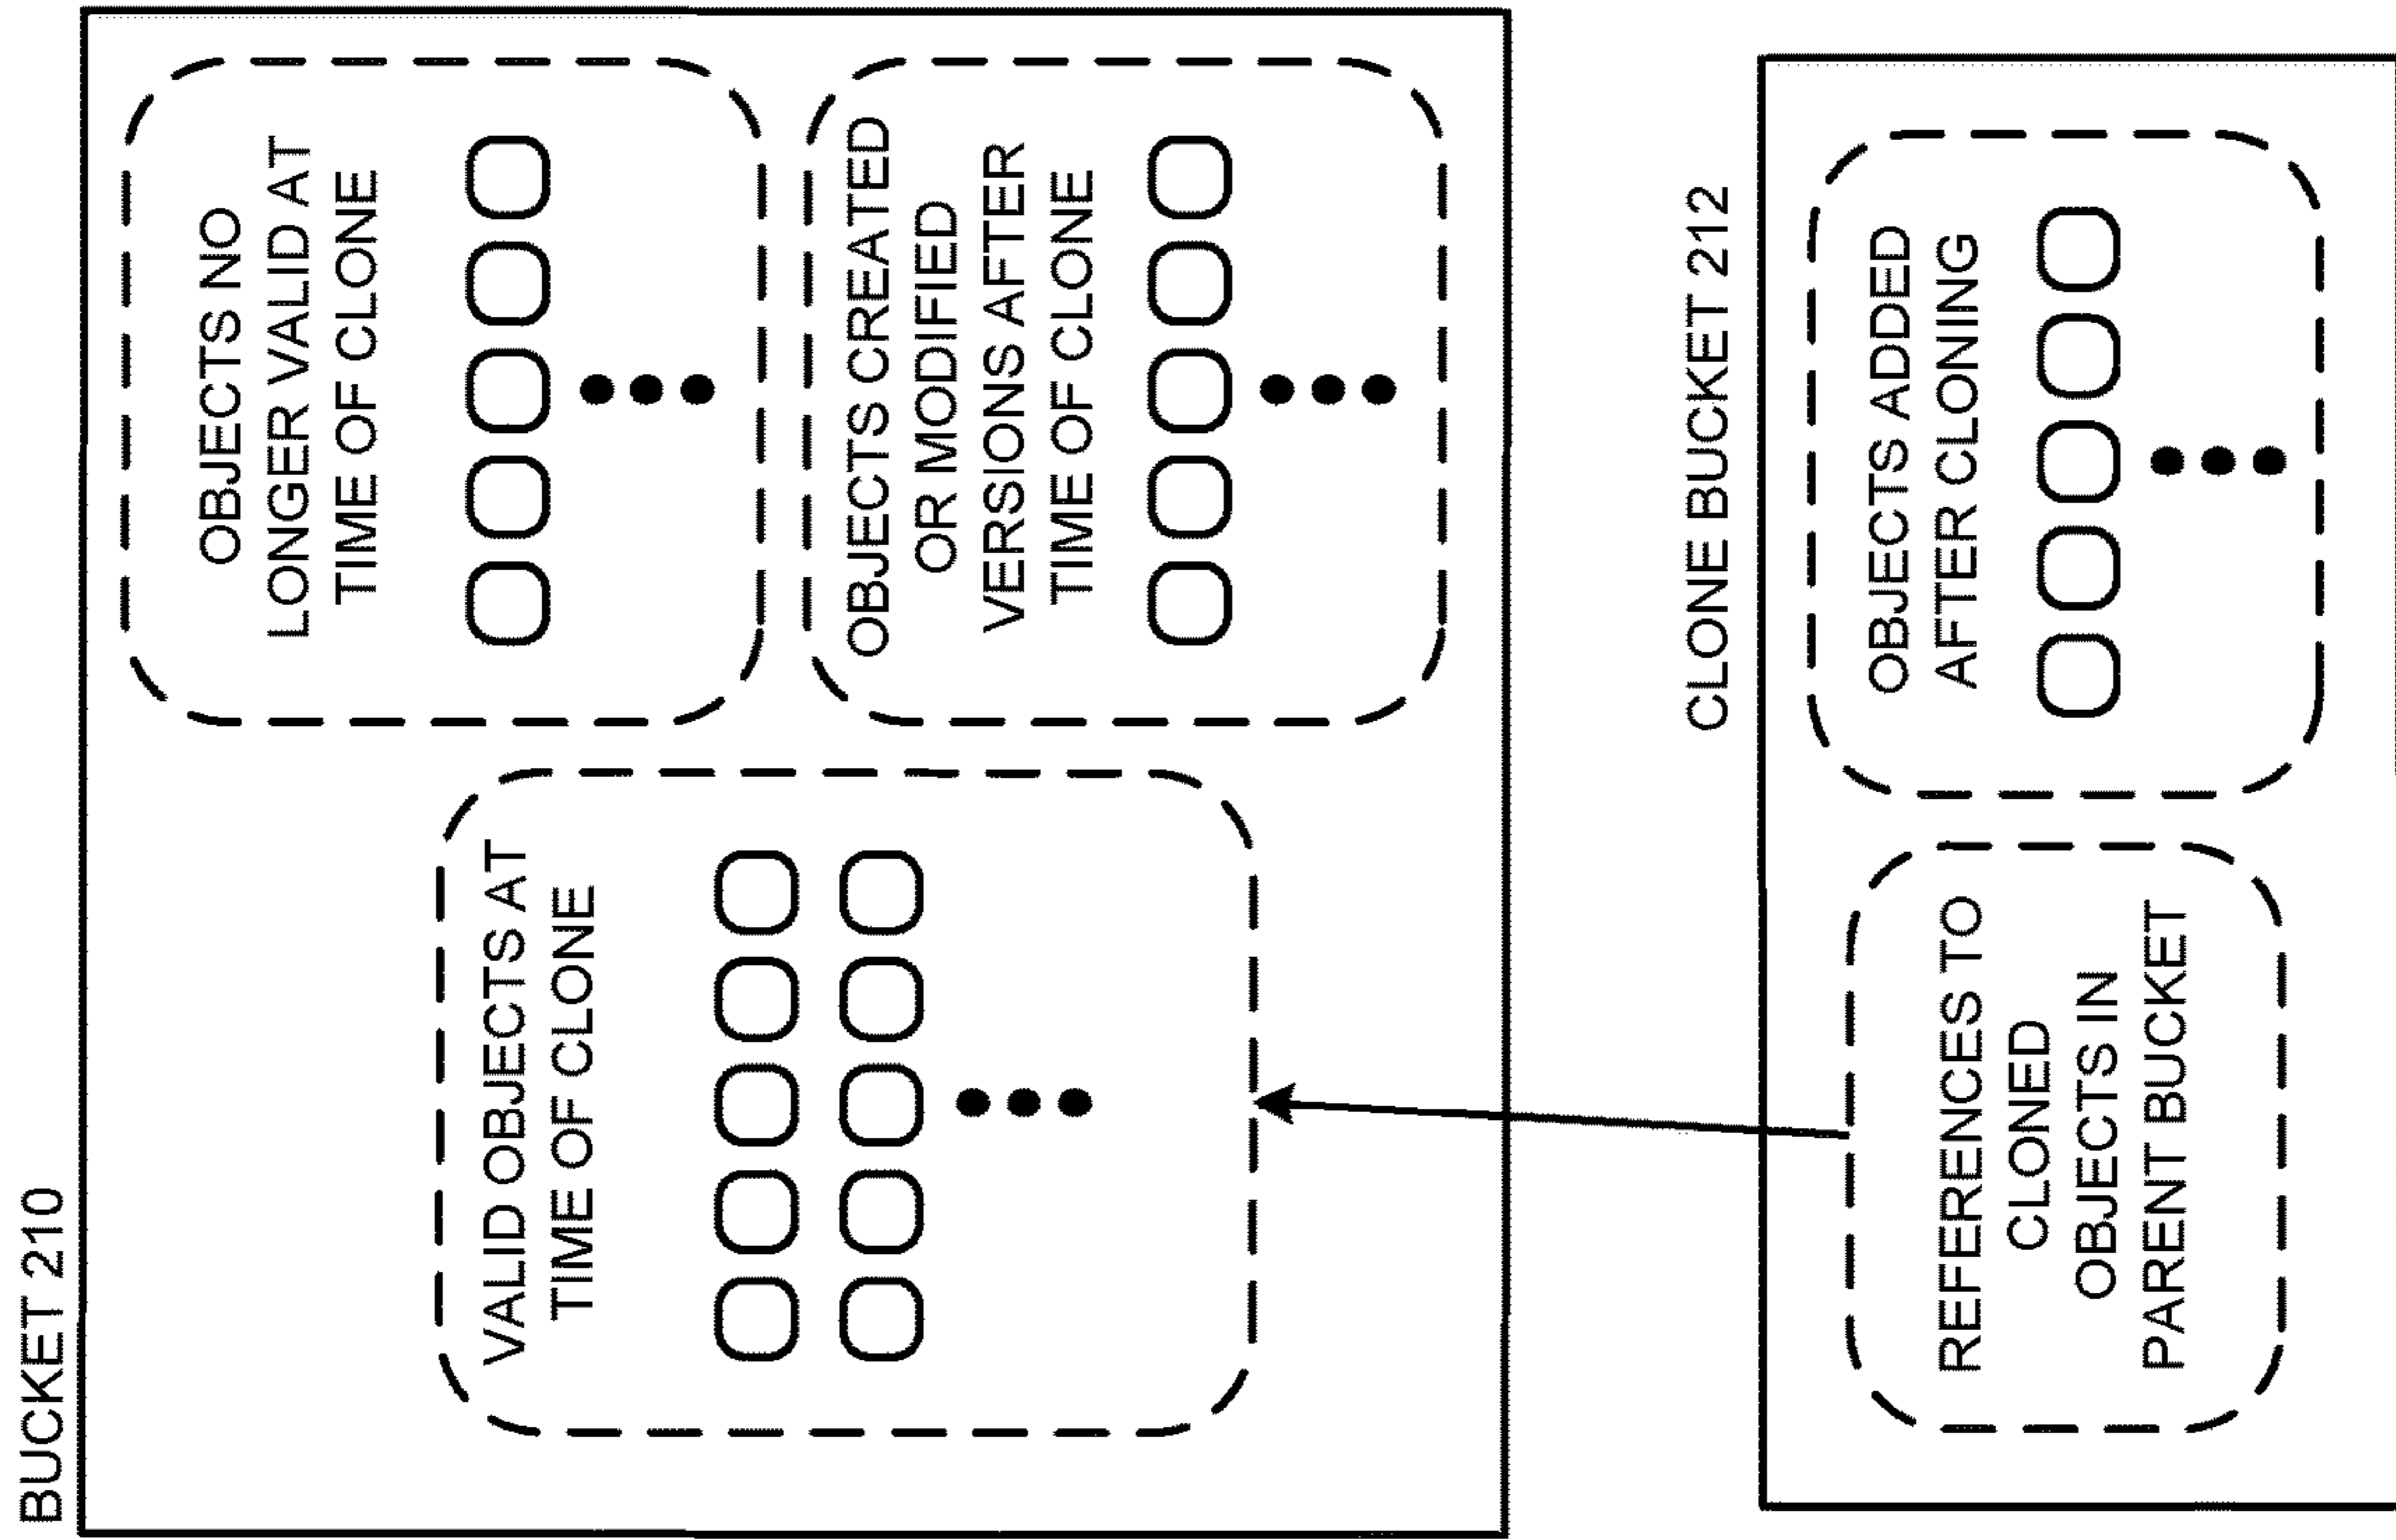 BUCKET 210
VALID OBJECTS AT
TIME OF CLONE
OBJECTS NO
LONGER VALID AT
TIME OF CLONE
OBJECTS CREATED
OR MODIFIED
VERSIONS AFTER
TIME OF CLONE
CLONE BUCKET 212
REFERENCES TO
CLONED
OBJECTS IN
PARENT BUCKET
OBJECTS ADDED
AFTER CLONING